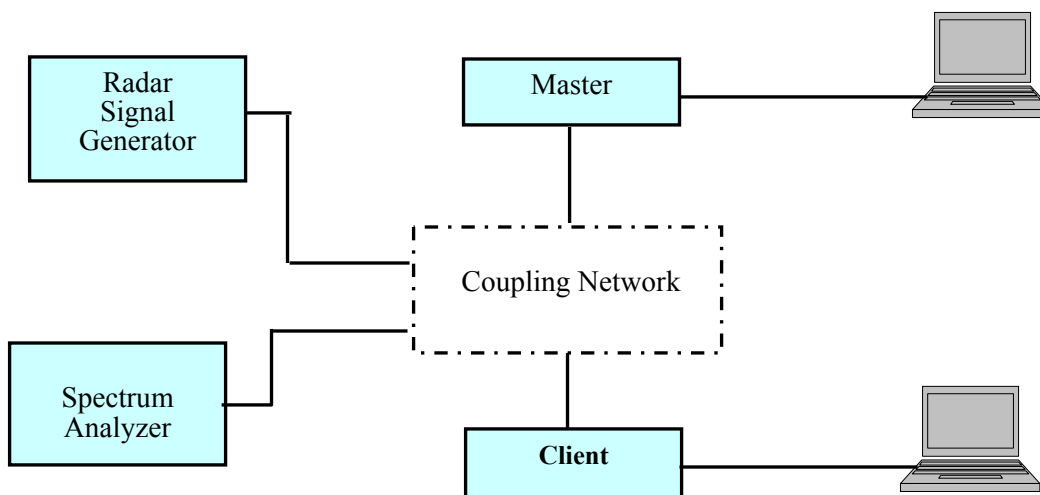 Radar
Signal
Generator
Master
Coupling Network
Spectrum
Analyzer
Client